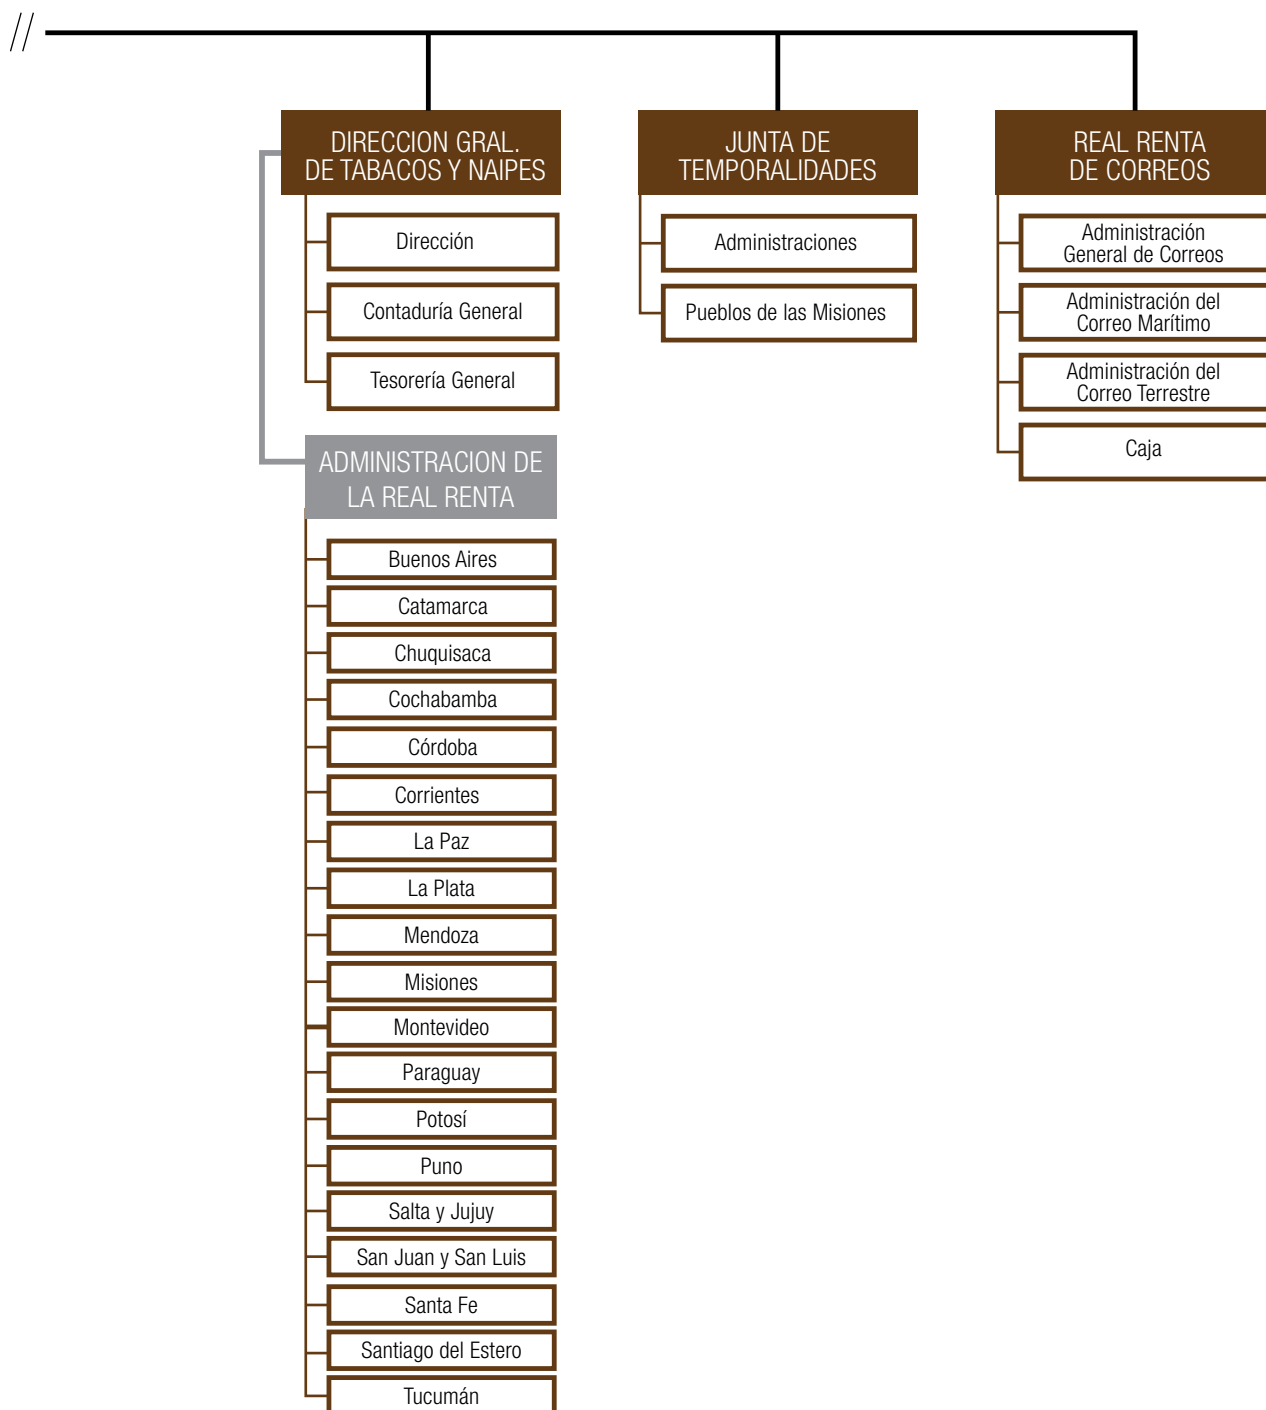 //
DIRECCION GRAL.
DE TABACOS Y NAIPES
Dirección
Contaduría General
Tesorería General
ADMINISTRACION DE
LA REAL RENTA
Buenos Aires
Catamarca
Chuquisaca
Cochabamba
Córdoba
Corrientes
La Paz
La Plata
Mendoza
Misiones
Montevideo
Paraguay
Potosí
Puno
Salta y Jujuy
San Juan y San Luis
Santa Fe
Santiago del Estero
Tucumán
JUNTA DE
TEMPORALIDADES
Administraciones
Pueblos de las Misiones
REAL RENTA
DE CORREOS
Administración
General de Correos
Administración del
Correo Marítimo
Administración del
Correo Terrestre
Caja